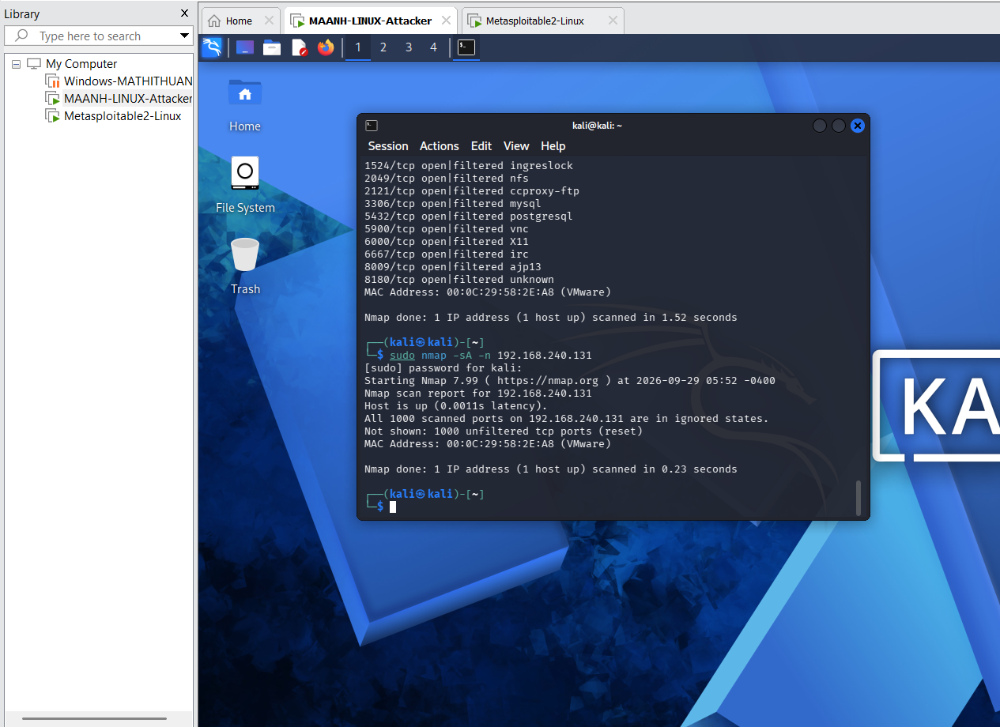 Library
Type here to search
My Computer
Windows-MATHITHUAN
MAANH-LINUX-Attacker
Metasploitable2-Linux
Home
MAANH-LINUX-Attacker
Metasploitable2-Linux
1 2 3 4
Home
File System
Trash
kali@kali: ~
Session Actions Edit View Help
1524/tcp open|filtered ingreslock
2049/tcp open|filtered nfs
2121/tcp open|filtered ccproxy-ftp
3306/tcp open|filtered mysql
5432/tcp open|filtered postgresql
5900/tcp open|filtered vnc
6000/tcp open|filtered X11
6667/tcp open|filtered irc
8009/tcp open|filtered ajp13
8180/tcp open|filtered unknown
MAC Address: 00:0C:29:58:2E:A8 (VMware)
Nmap done: 1 IP address (1 host up) scanned in 1.52 seconds
┌──(kali㉿kali)-[~]
└─$ sudo nmap -sA -n 192.168.240.131
[sudo] password for kali:
Starting Nmap 7.99 ( https://nmap.org ) at 2026-09-29 05:52 -0400
Nmap scan report for 192.168.240.131
Host is up (0.0011s latency).
All 1000 scanned ports on 192.168.240.131 are in ignored states.
Not shown: 1000 unfiltered tcp ports (reset)
MAC Address: 00:0C:29:58:2E:A8 (VMware)
Nmap done: 1 IP address (1 host up) scanned in 0.23 seconds
┌──(kali㉿kali)-[~]
└─$
KA